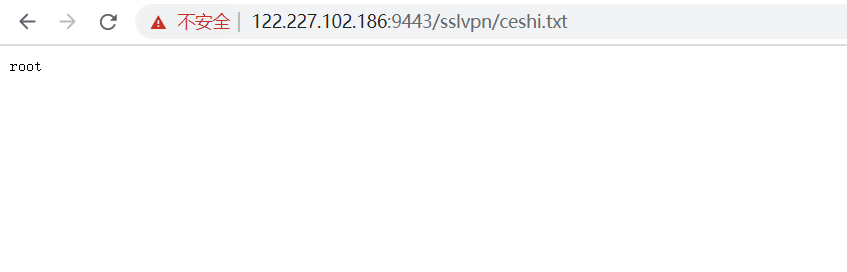 不安全 122.227.102.186:9443/sslvpn/ceshi.txt
root